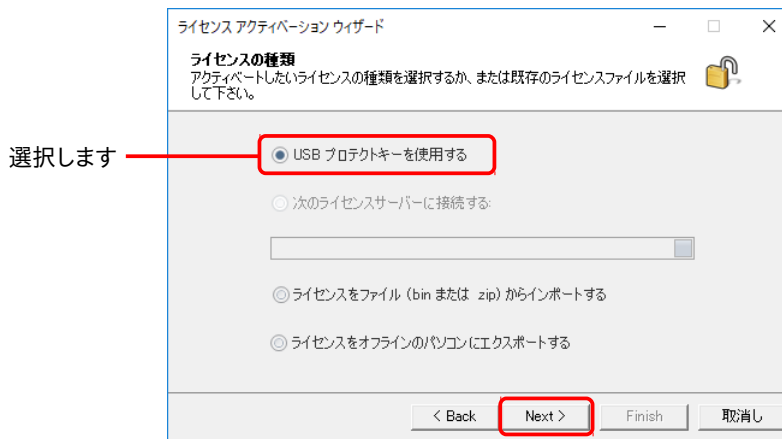 ライセンス アクティベーション ウィザード
ライセンスの種類
アクティベートしたいライセンスの種類を選択するか、または既存のライセンスファイルを選択
して下さい。
選択します
USB プロテクトキーを使用する
次のライセンスサーバーに接続する:
ライセンスをファイル (bin または zip) からインポートする
ライセンスをオフラインのパソコンにエクスポートする
< Back Next > Finish 取消し